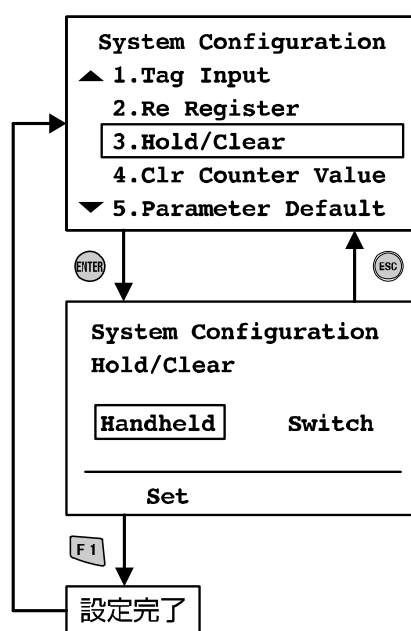 System Configuration
▲ 1.Tag Input
2.Re Register
3.Hold/Clear
4.Clr Counter Value
▼ 5.Parameter Default
ENTER
ESC
System Configuration
Hold/Clear
Handheld Switch
Set
F1
設定完了